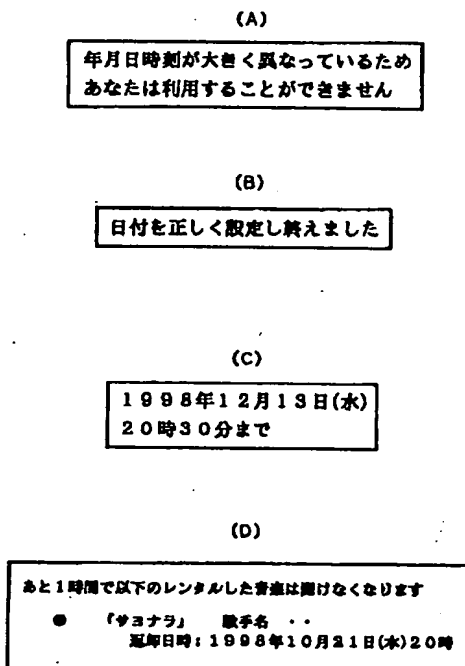 (A)
年月日時刻が大きく異なっているため
あなたは利用することができません
(B)
日付を正しく設定し終えました
(C)
1998年12月13日(水)
20時30分まで
(D)
あと1時間で以下のレンタルした音楽は聞けなくなります
● 『サヨナラ』 歌手名 ・・
返却日時:1998年10月21日(水)20時